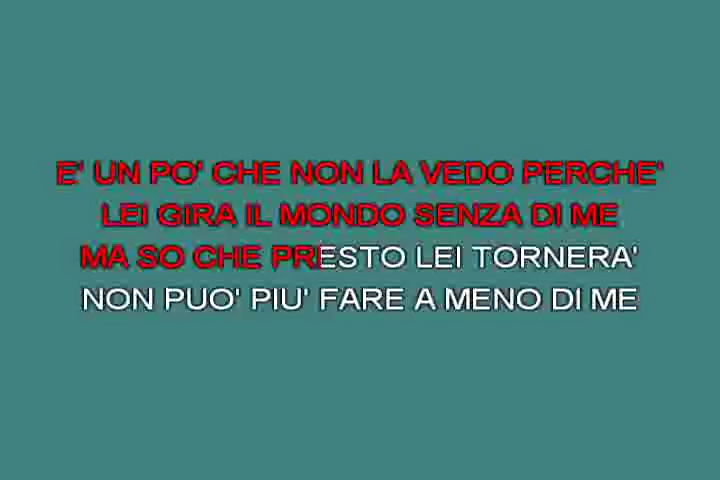 E' UN PO' CHE NON LA VEDO PERCHE'
LEI GIRA IL MONDO SENZA DI ME
MA SO CHE PRESTO LEI TORNERA'
NON PUO' PIU' FARE A MENO DI ME